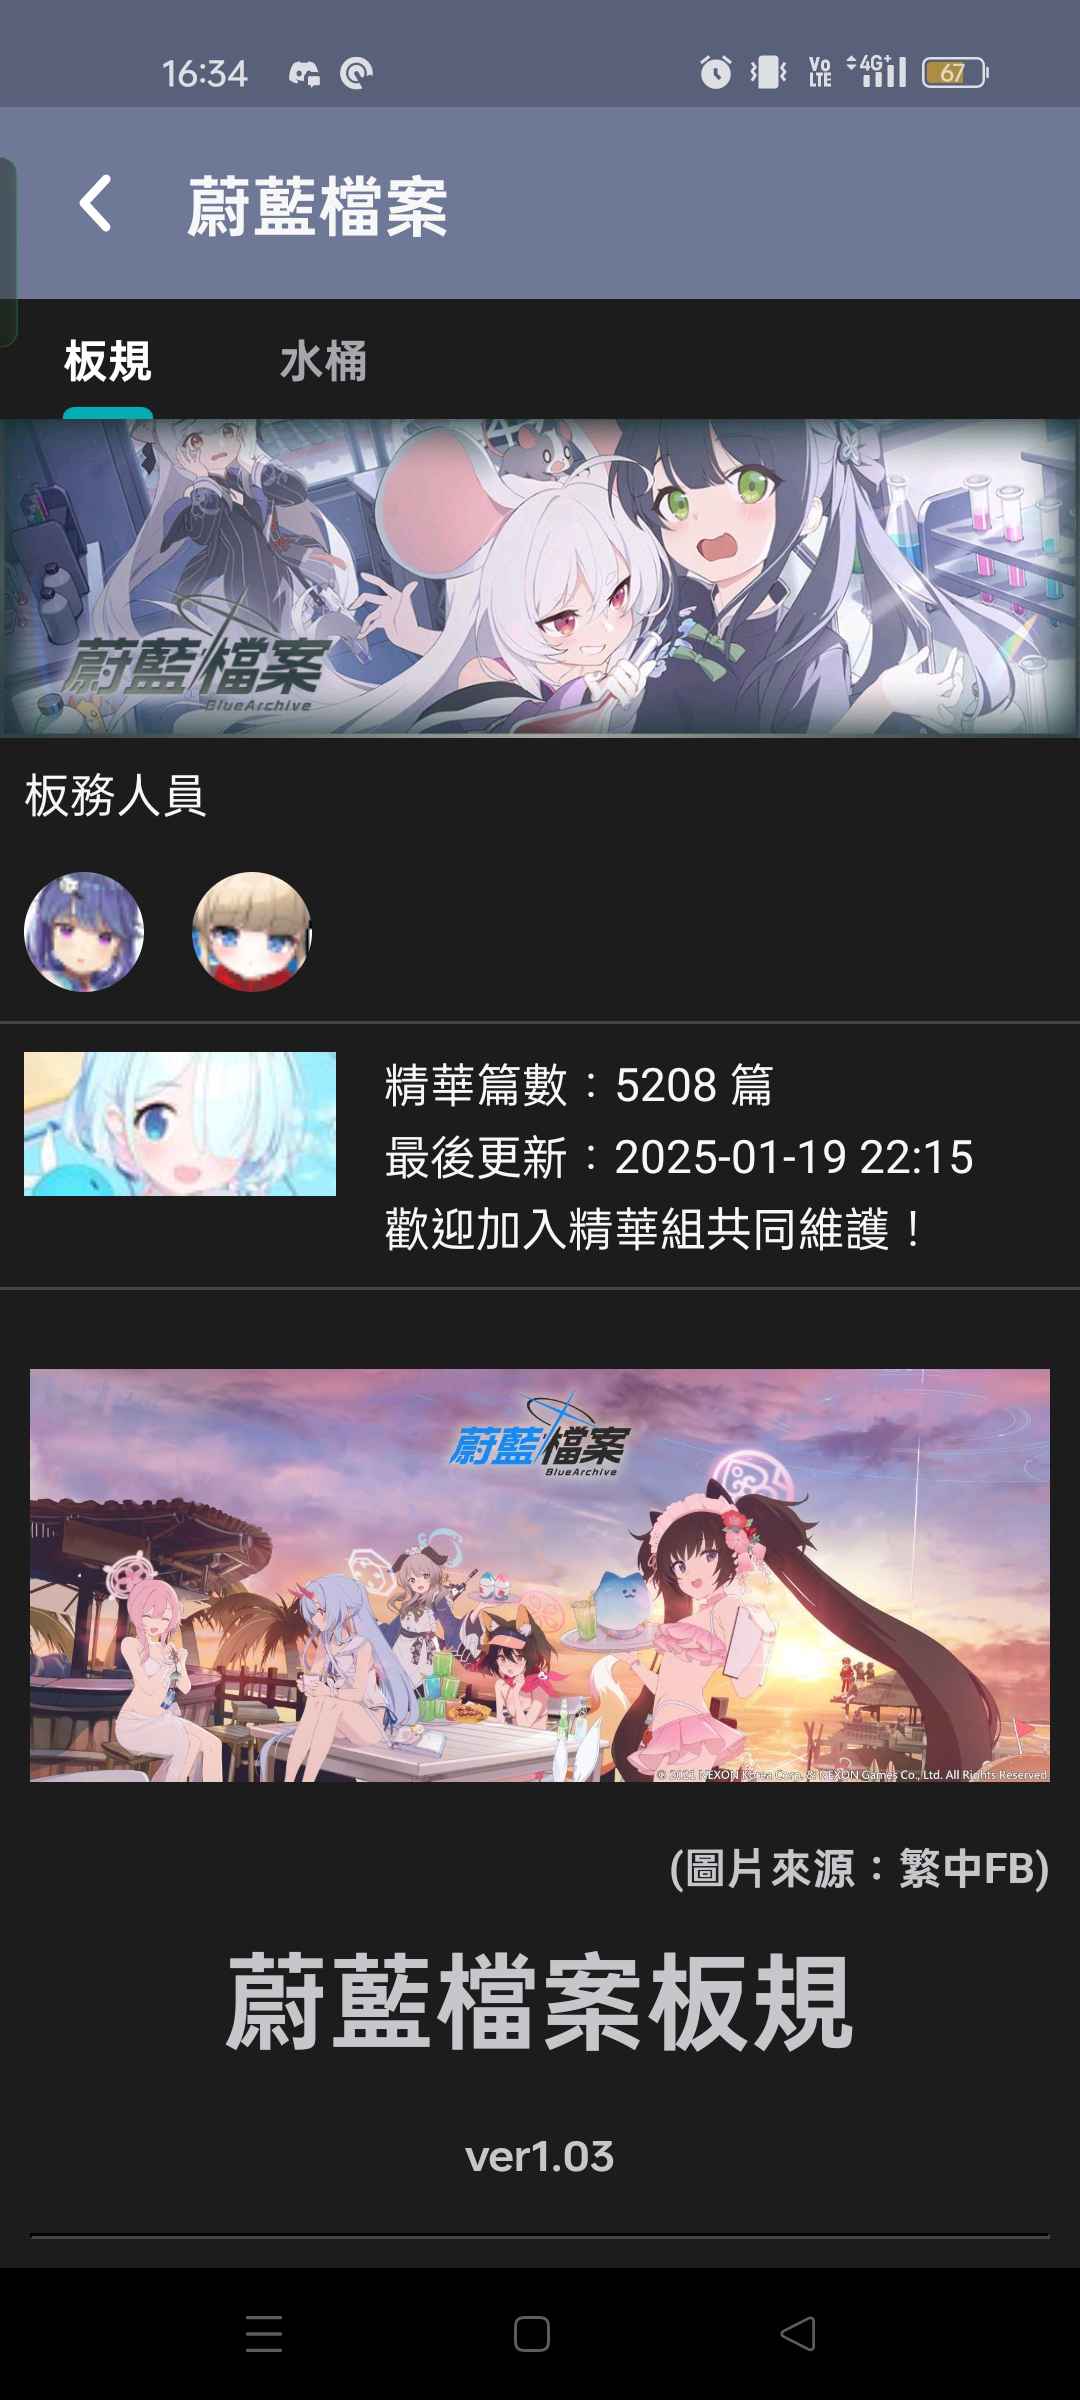 16:34
Vo LTE
4G+
67
蔚藍檔案
板規
水桶
蔚藍檔案
BlueArchive
板務人員
精華篇數：5208 篇
最後更新：2025-01-19 22:15
歡迎加入精華組共同維護！
蔚藍檔案
BlueArchive
© 2021 NEXON Korea Corp. & NEXON Games Co., Ltd. All Rights Reserved.
(圖片來源：繁中FB)
蔚藍檔案板規
ver1.03